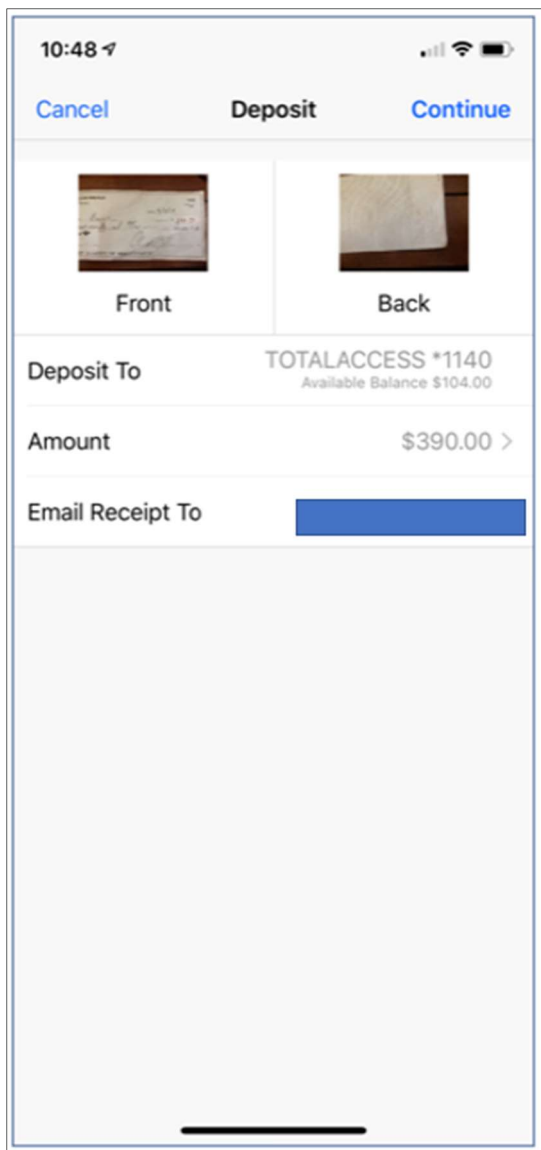 10:48
Cancel Deposit Continue
Front Back
Deposit To TOTALACCESS *1140
Available Balance $104.00
Amount $390.00 >
Email Receipt To